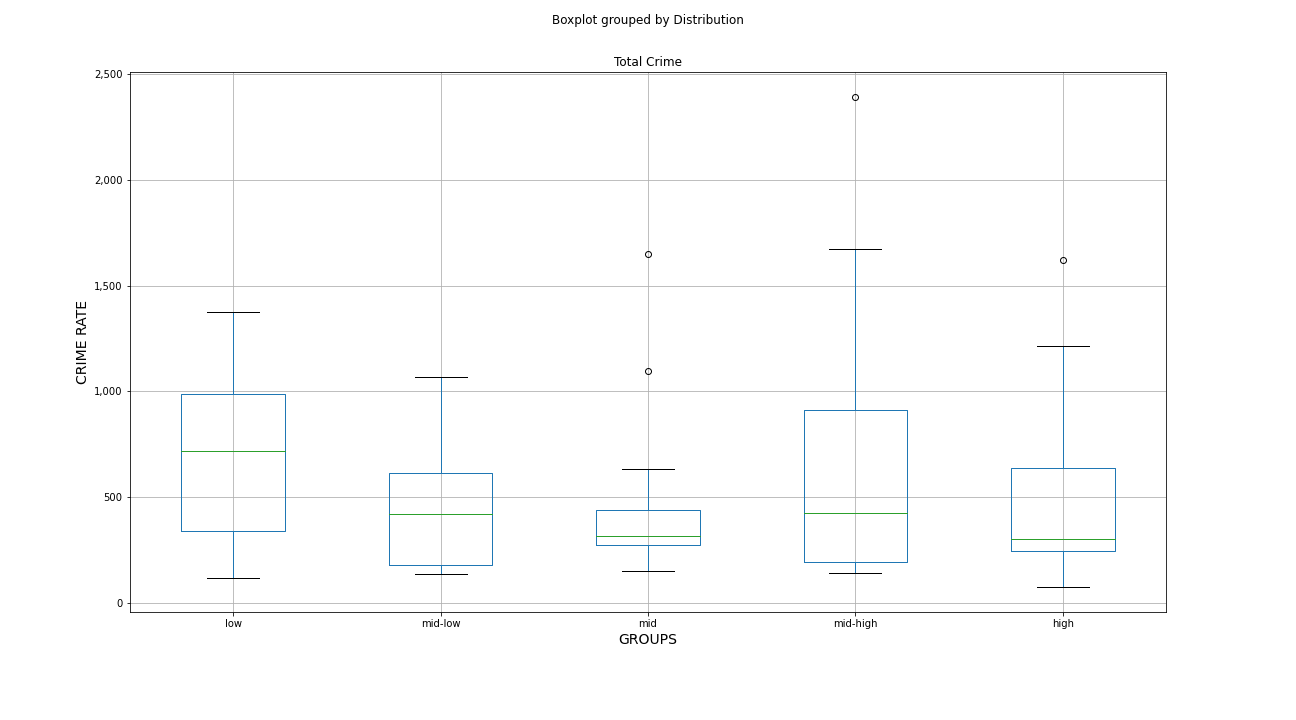 Boxplot grouped by Distribution
Total Crime
2,500
2,000
1,500
1,000
500
0
CRIME RATE
low mid-low mid mid-high high
GROUPS